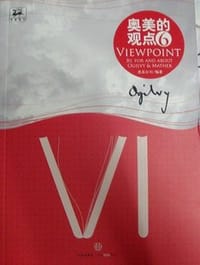 奥美的
观点6
VIEWPOINT
BY, FOR AND ABOUT
OGILVY & MATHER
Ogilvy
VI